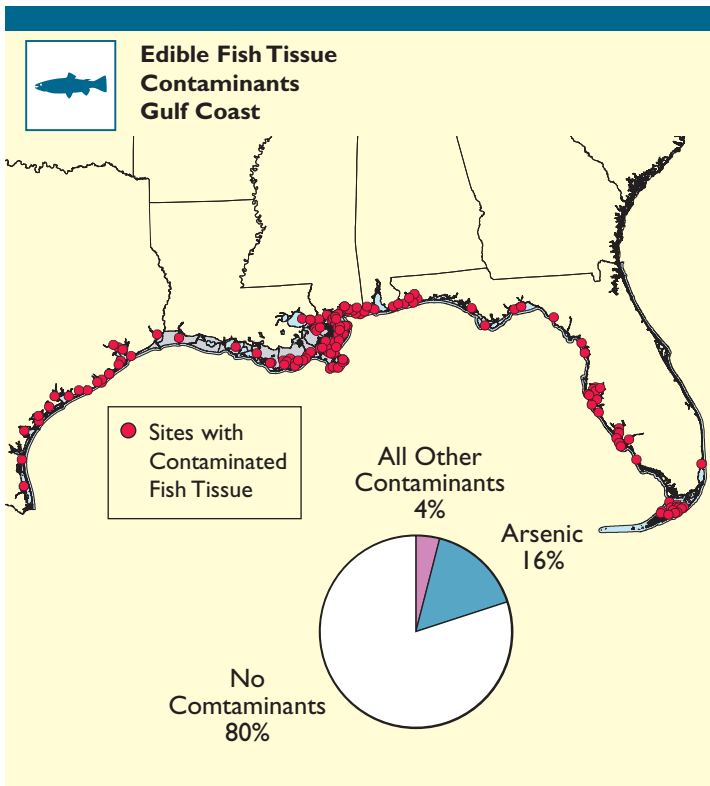 Edible Fish Tissue
Contaminants
Gulf Coast
Sites with
Contaminated
Fish Tissue
All Other
Contaminants
4%
Arsenic
16%
No
Comtaminants
80%